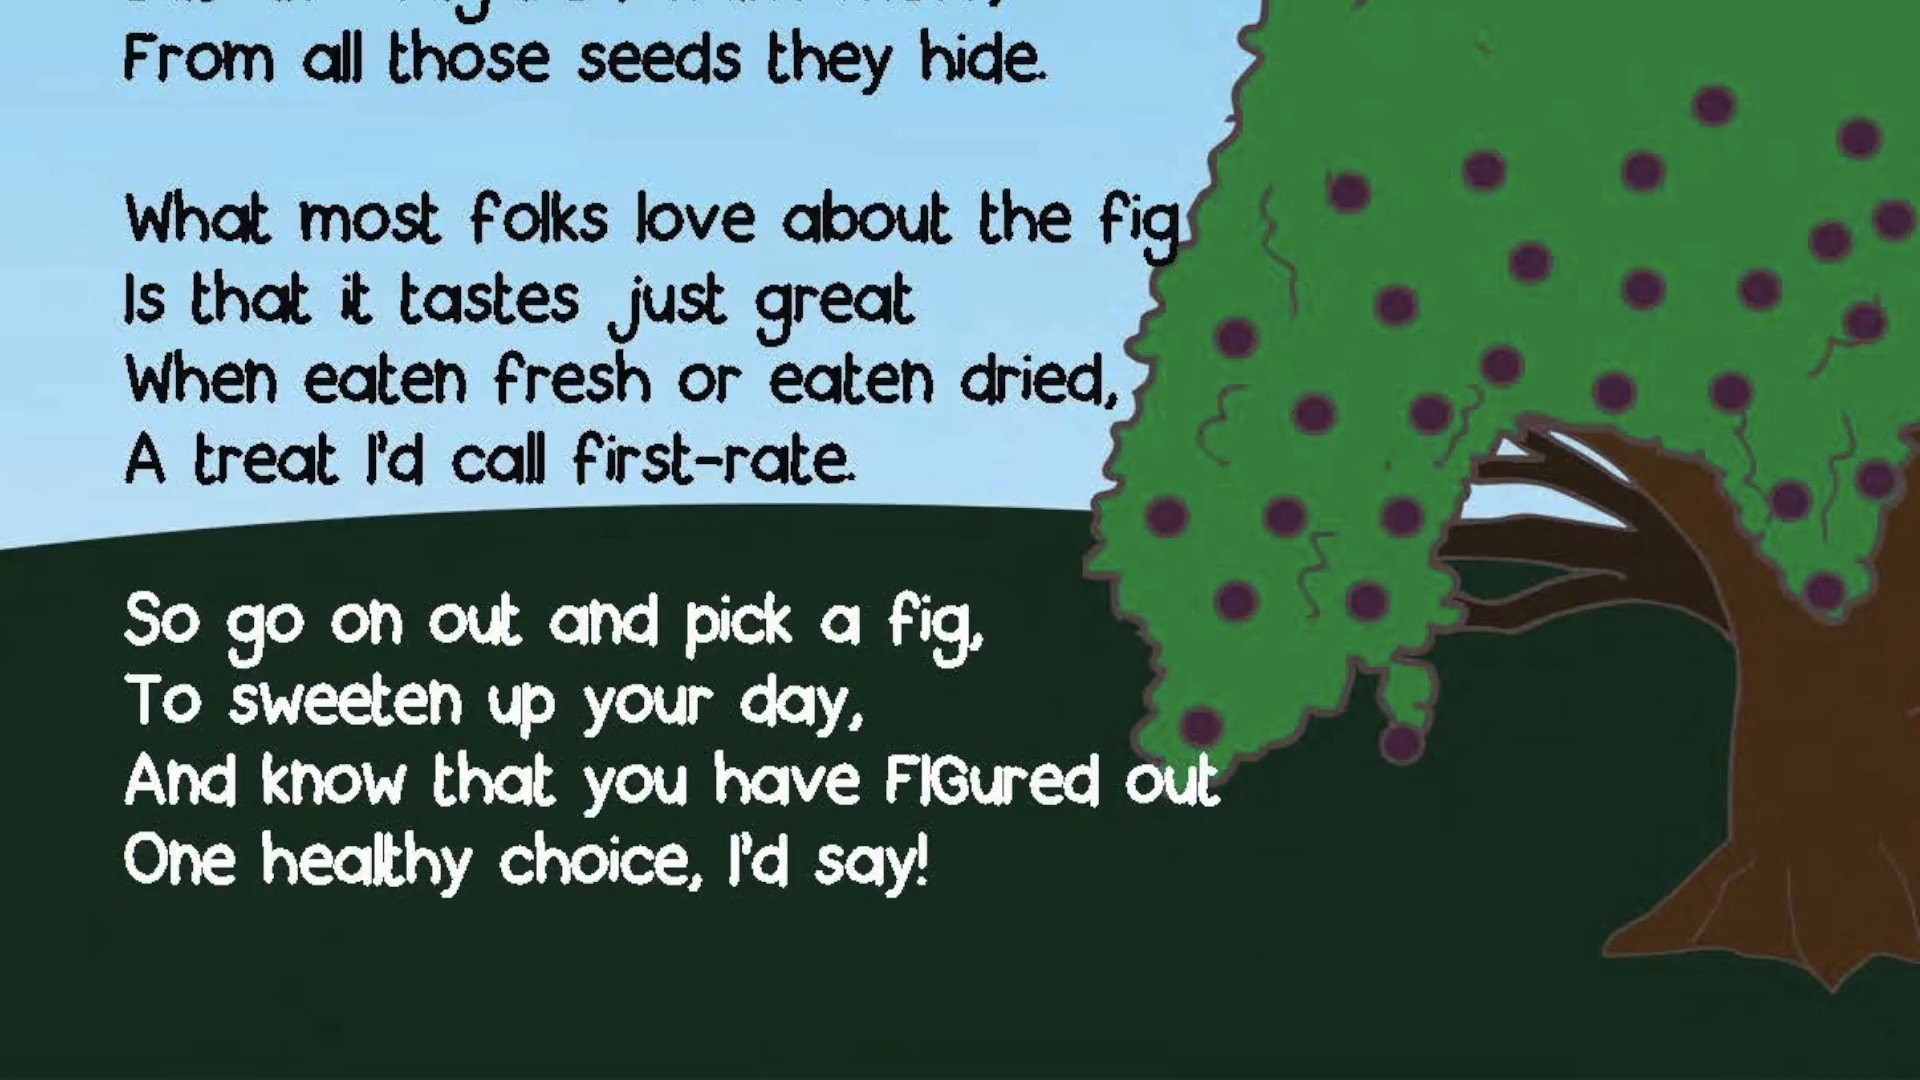 From all those seeds they hide.
What most folks love about the fig
Is that it tastes just great
When eaten fresh or eaten dried,
A treat I'd call first-rate.
So go on out and pick a fig,
To sweeten up your day,
And know that you have FIGured out
One healthy choice, I'd say!